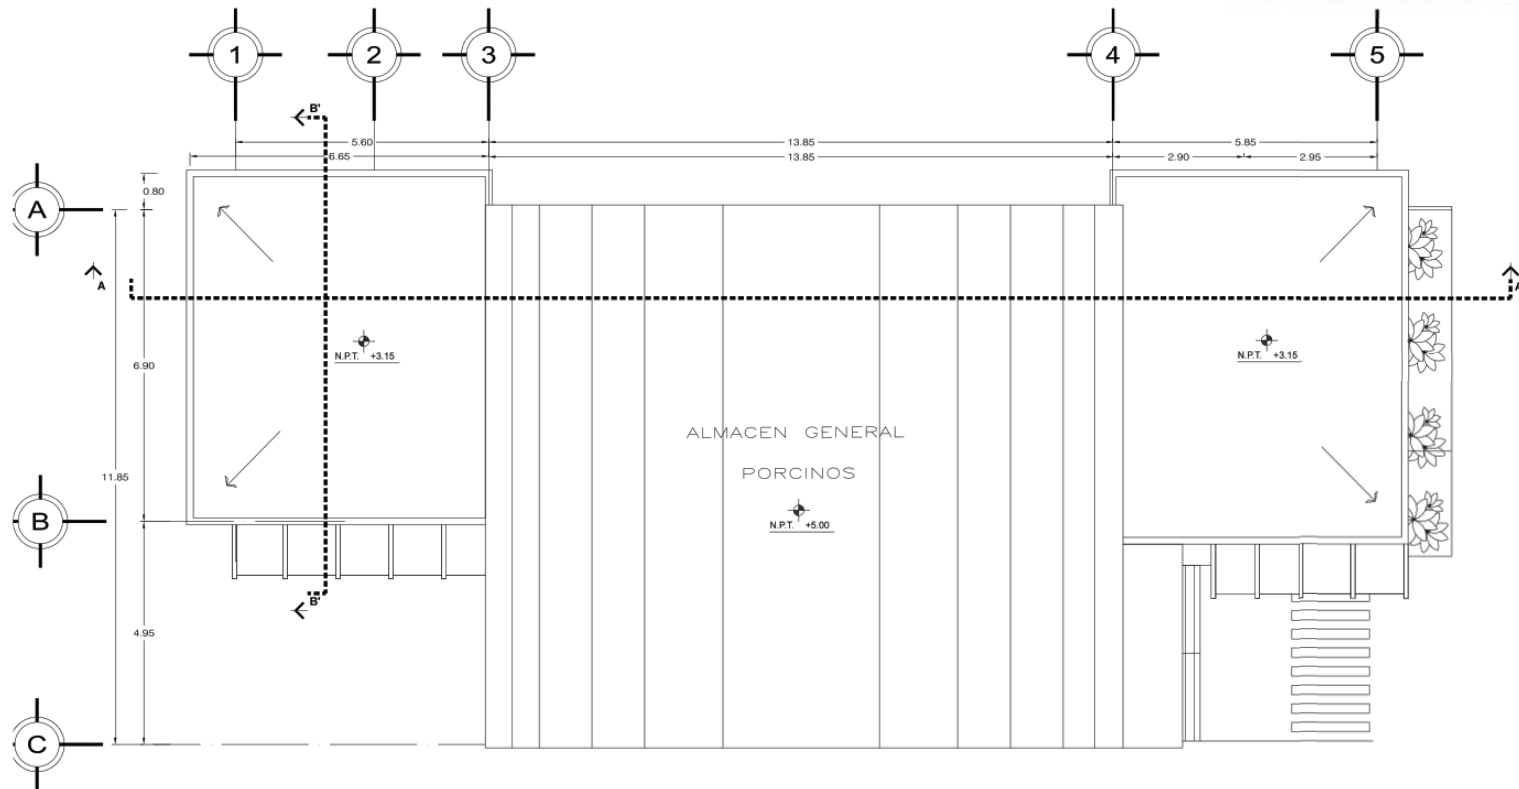 1 2 3 4 5
B'
5.60 13.85 5.85
6.65 13.85 2.90 2.95
0.80
A
A A
N.P.T. +3.15 N.P.T. +3.15
6.90
ALMACEN GENERAL
11.85 PORCINOS
B
N.P.T. +5.00
B'
4.95
C